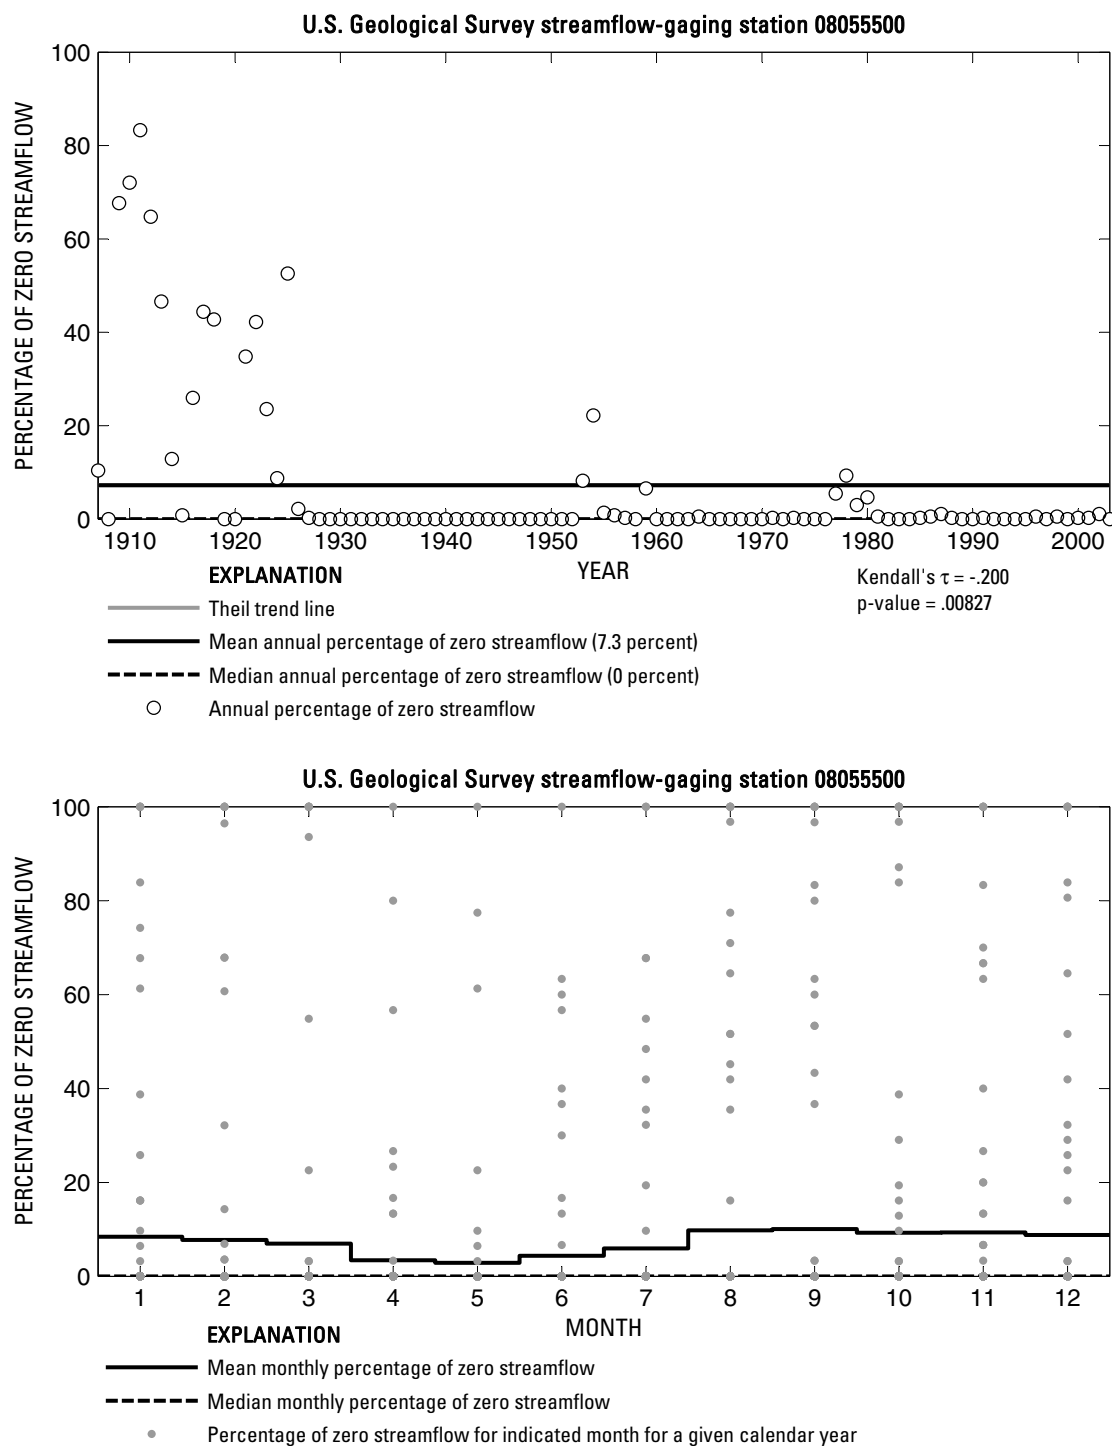 U.S. Geological Survey streamflow-gaging station 08055500
PERCENTAGE OF ZERO STREAMFLOW
100
80
60
40
20
0
1910 1920 1930 1940 1950 1960 1970 1980 1990 2000
YEAR
Kendall's τ = -.200
p-value = .00827
EXPLANATION
Theil trend line
Mean annual percentage of zero streamflow (7.3 percent)
Median annual percentage of zero streamflow (0 percent)
Annual percentage of zero streamflow
U.S. Geological Survey streamflow-gaging station 08055500
PERCENTAGE OF ZERO STREAMFLOW
100
80
60
40
20
0
1 2 3 4 5 6 7 8 9 10 11 12
MONTH
EXPLANATION
Mean monthly percentage of zero streamflow
Median monthly percentage of zero streamflow
Percentage of zero streamflow for indicated month for a given calendar year